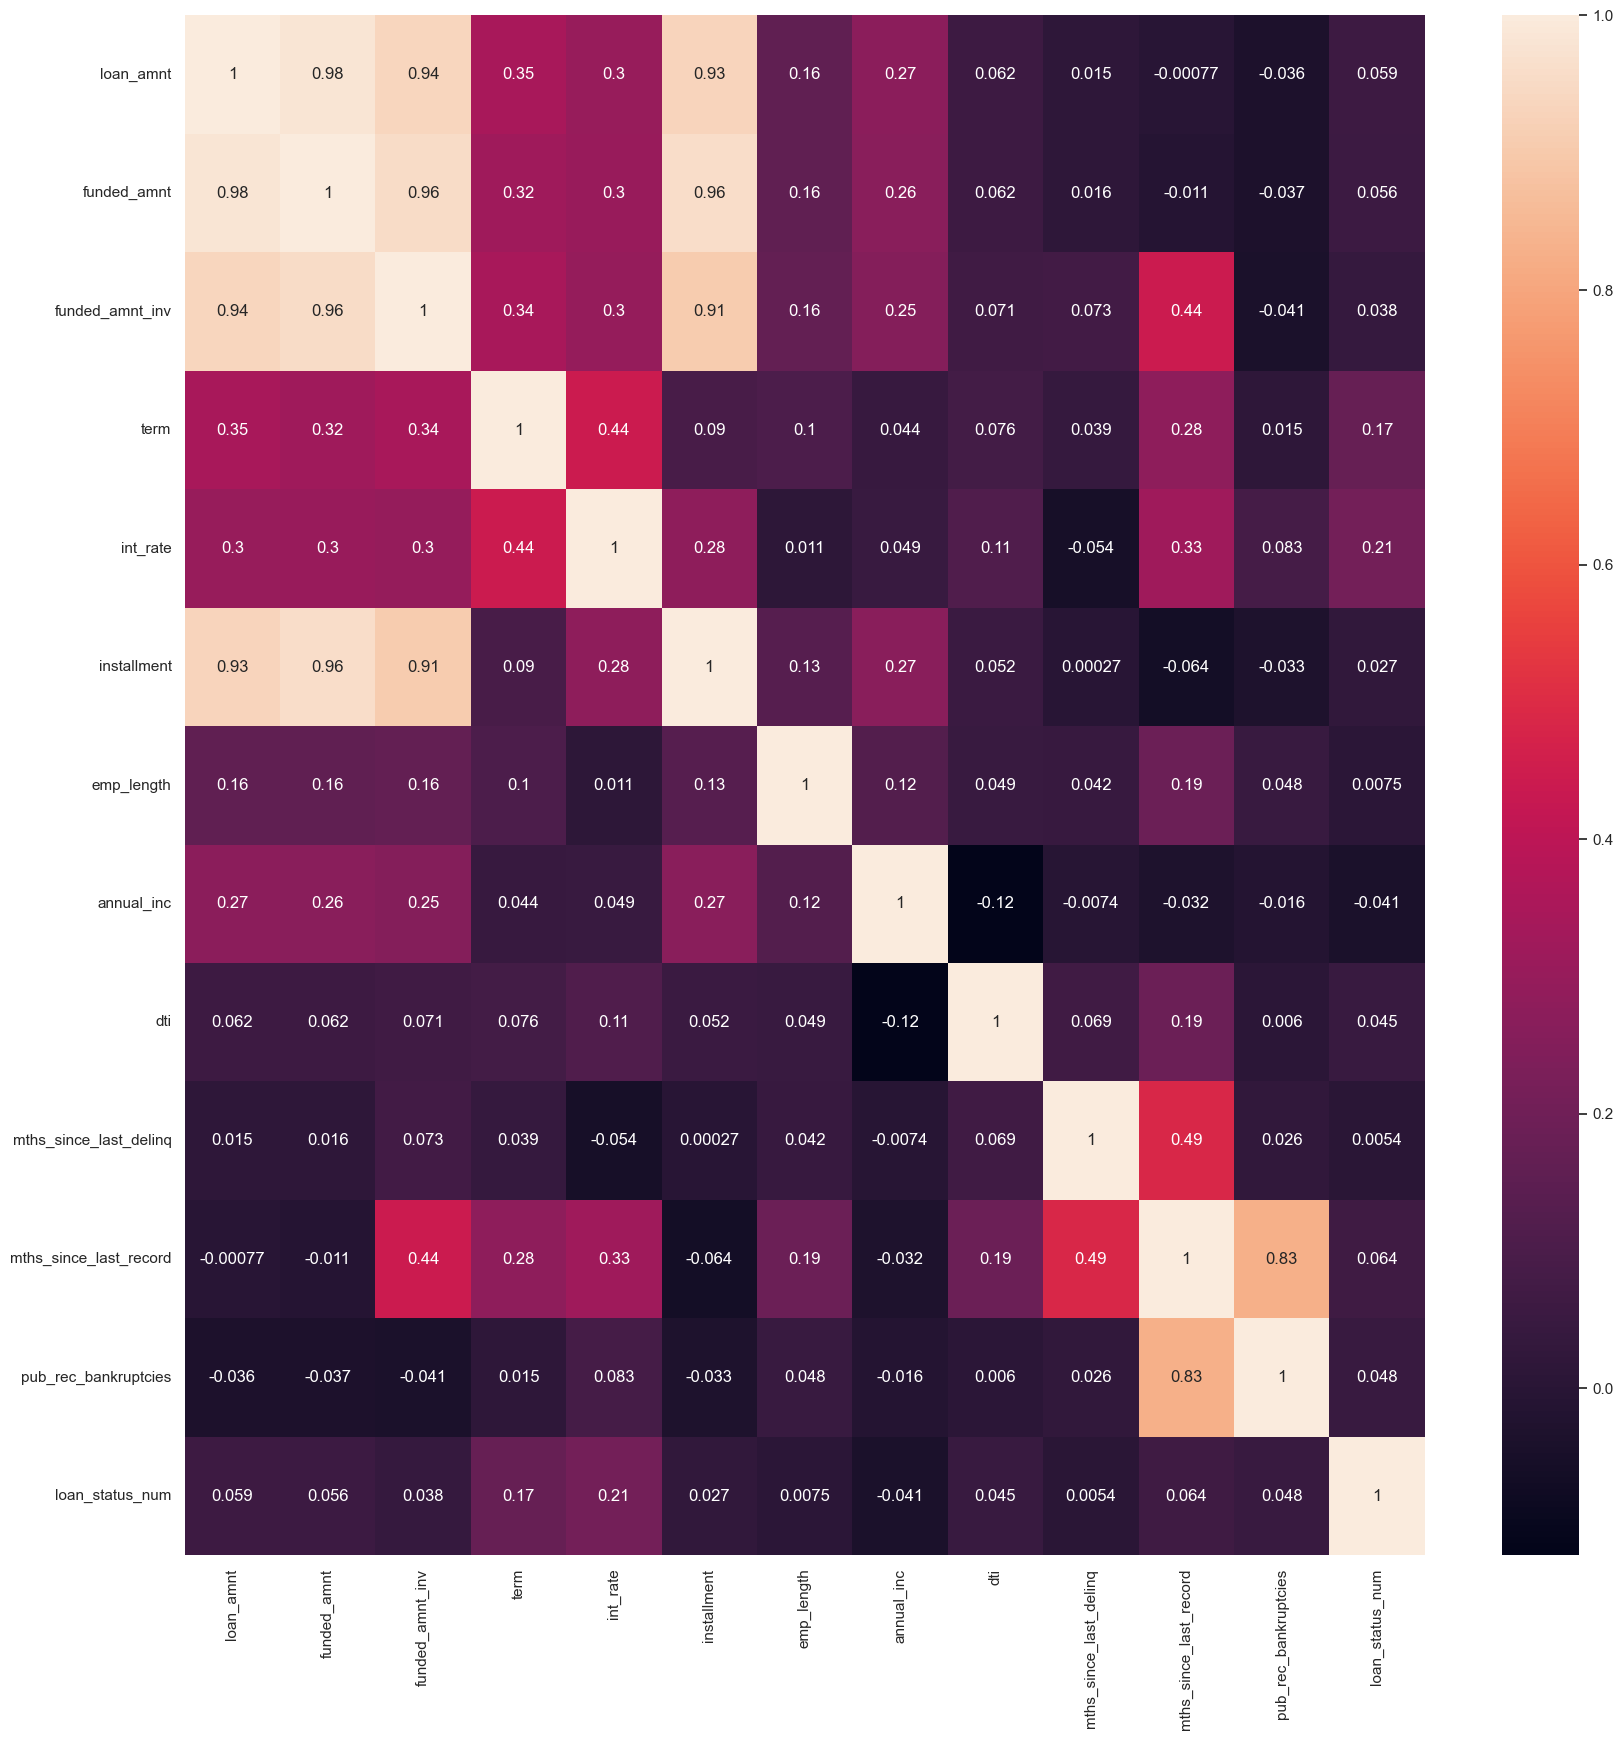 loan_amnt 1 0.98 0.94 0.35 0.3 0.93 0.16 0.27 0.062 0.015 -0.00077 -0.036 0.059
funded_amnt 0.98 1 0.96 0.32 0.3 0.96 0.16 0.26 0.062 0.016 -0.011 -0.037 0.056
funded_amnt_inv 0.94 0.96 1 0.34 0.3 0.91 0.16 0.25 0.071 0.073 0.44 -0.041 0.038
term 0.35 0.32 0.34 1 0.44 0.09 0.1 0.044 0.076 0.039 0.28 0.015 0.17
int_rate 0.3 0.3 0.3 0.44 1 0.28 0.011 0.049 0.11 -0.054 0.33 0.083 0.21
installment 0.93 0.96 0.91 0.09 0.28 1 0.13 0.27 0.052 0.00027 -0.064 -0.033 0.027
emp_length 0.16 0.16 0.16 0.1 0.011 0.13 1 0.12 0.049 0.042 0.19 0.048 0.0075
annual_inc 0.27 0.26 0.25 0.044 0.049 0.27 0.12 1 -0.12 -0.0074 -0.032 -0.016 -0.041
dti 0.062 0.062 0.071 0.076 0.11 0.052 0.049 -0.12 1 0.069 0.19 0.006 0.045
mths_since_last_delinq 0.015 0.016 0.073 0.039 -0.054 0.00027 0.042 -0.0074 0.069 1 0.49 0.026 0.0054
mths_since_last_record -0.00077 -0.011 0.44 0.28 0.33 -0.064 0.19 -0.032 0.19 0.49 1 0.83 0.064
pub_rec_bankruptcies -0.036 -0.037 -0.041 0.015 0.083 -0.033 0.048 -0.016 0.006 0.026 0.83 1 0.048
loan_status_num 0.059 0.056 0.038 0.17 0.21 0.027 0.0075 -0.041 0.045 0.0054 0.064 0.048 1
loan_amnt
funded_amnt
funded_amnt_inv
term
int_rate
installment
emp_length
annual_inc
dti
mths_since_last_delinq
mths_since_last_record
pub_rec_bankruptcies
loan_status_num
1.0
0.8
0.6
0.4
0.2
0.0